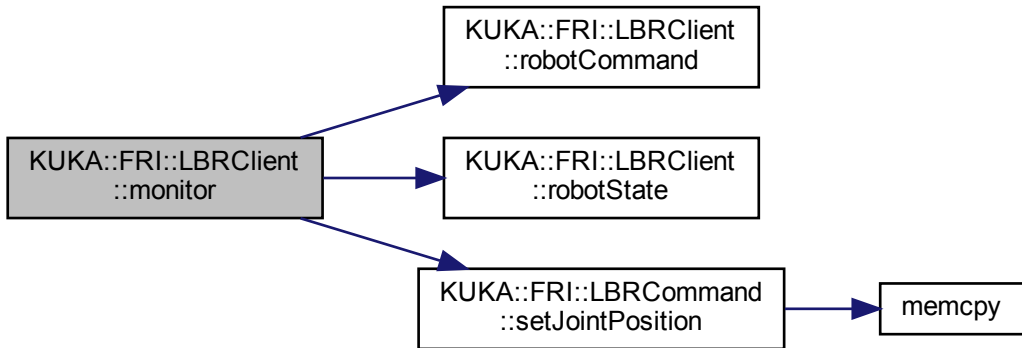 KUKA::FRI::LBRClient
::robotCommand
KUKA::FRI::LBRClient
::monitor
KUKA::FRI::LBRClient
::robotState
KUKA::FRI::LBRCommand
::setJointPosition
memcpy